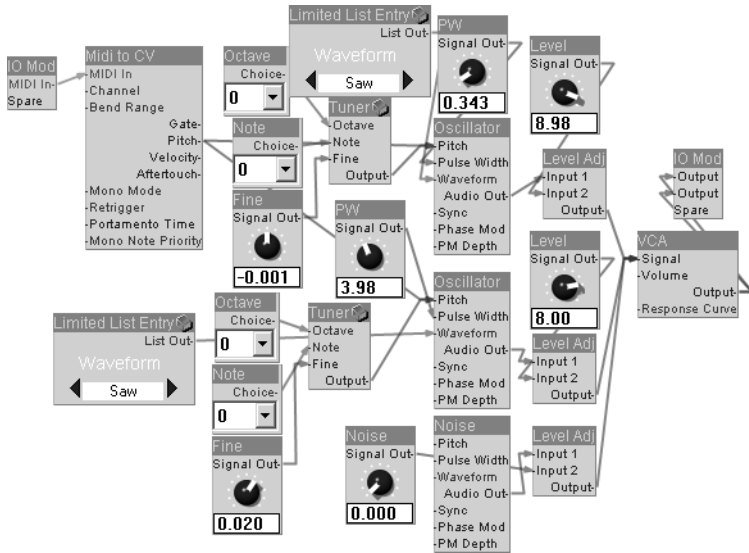 IO Mod
MIDI In
Spare
Midi to CV
MIDI In
Channel
Bend Range
Gate
Pitch
Velocity
Aftertouch
Mono Mode
Retrigger
Portamento Time
Mono Note Priority
Octave
Choice
0
Note
Choice
0
Fine
Signal Out
-0.001
Limited List Entry
List Out
Waveform
Saw
Tuner
Octave
Note
Fine
Output
PW
Signal Out
0.343
Oscillator
Pitch
Pulse Width
Waveform
Audio Out
Sync
Phase Mod
PM Depth
Level
Signal Out
8.98
Level Adj
Input 1
Input 2
Output
IO Mod
Output
Output
Spare
VCA
Signal
Volume
Output
Response Curve
PW
Signal Out
3.98
Limited List Entry
List Out
Waveform
Saw
Octave
Choice
0
Note
Choice
0
Fine
Signal Out
0.020
Tuner
Octave
Note
Fine
Output
Oscillator
Pitch
Pulse Width
Waveform
Audio Out
Sync
Phase Mod
PM Depth
Level
Signal Out
8.00
Level Adj
Input 1
Input 2
Output
Noise
Signal Out
0.000
Noise
Pitch
Pulse Width
Waveform
Audio Out
Sync
Phase Mod
PM Depth
Level Adj
Input 1
Input 2
Output